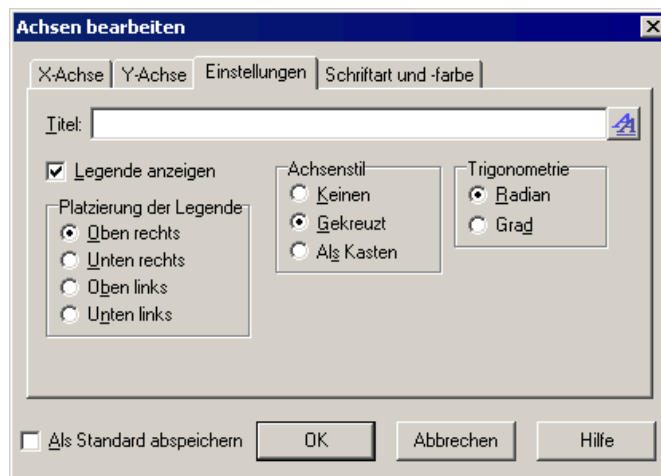 Achsen bearbeiten
X-Achse Y-Achse Einstellungen Schriftart und -farbe
Titel:
Legende anzeigen
Platzierung der Legende
Oben rechts
Unten rechts
Oben links
Unten links
Achsenstil
Keinen
Gekreuzt
Als Kasten
Trigonometrie
Radian
Grad
Als Standard abspeichern OK Abbrechen Hilfe